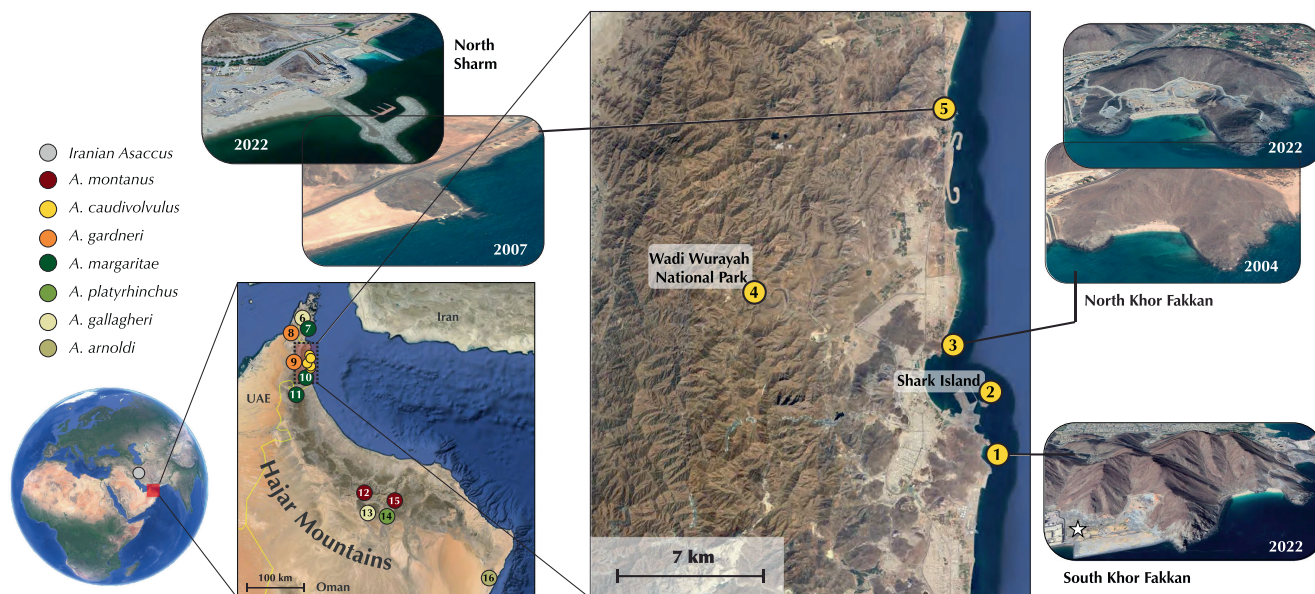 North
Sharm
2022
2007
Iranian Asaccus
A. montanus
A. caudivolvulus
A. gardneri
A. margaritae
A. platyrhinchus
A. gallagheri
A. arnoldi
Iran
UAE
Hajar Mountains
Oman
100 km
6
7
8
9
10
11
12
13
14
15
16
5
Wadi Wurayah
National Park
4
3
Shark Island
2
1
7 km
2022
2004
North Khor Fakkan
2022
South Khor Fakkan